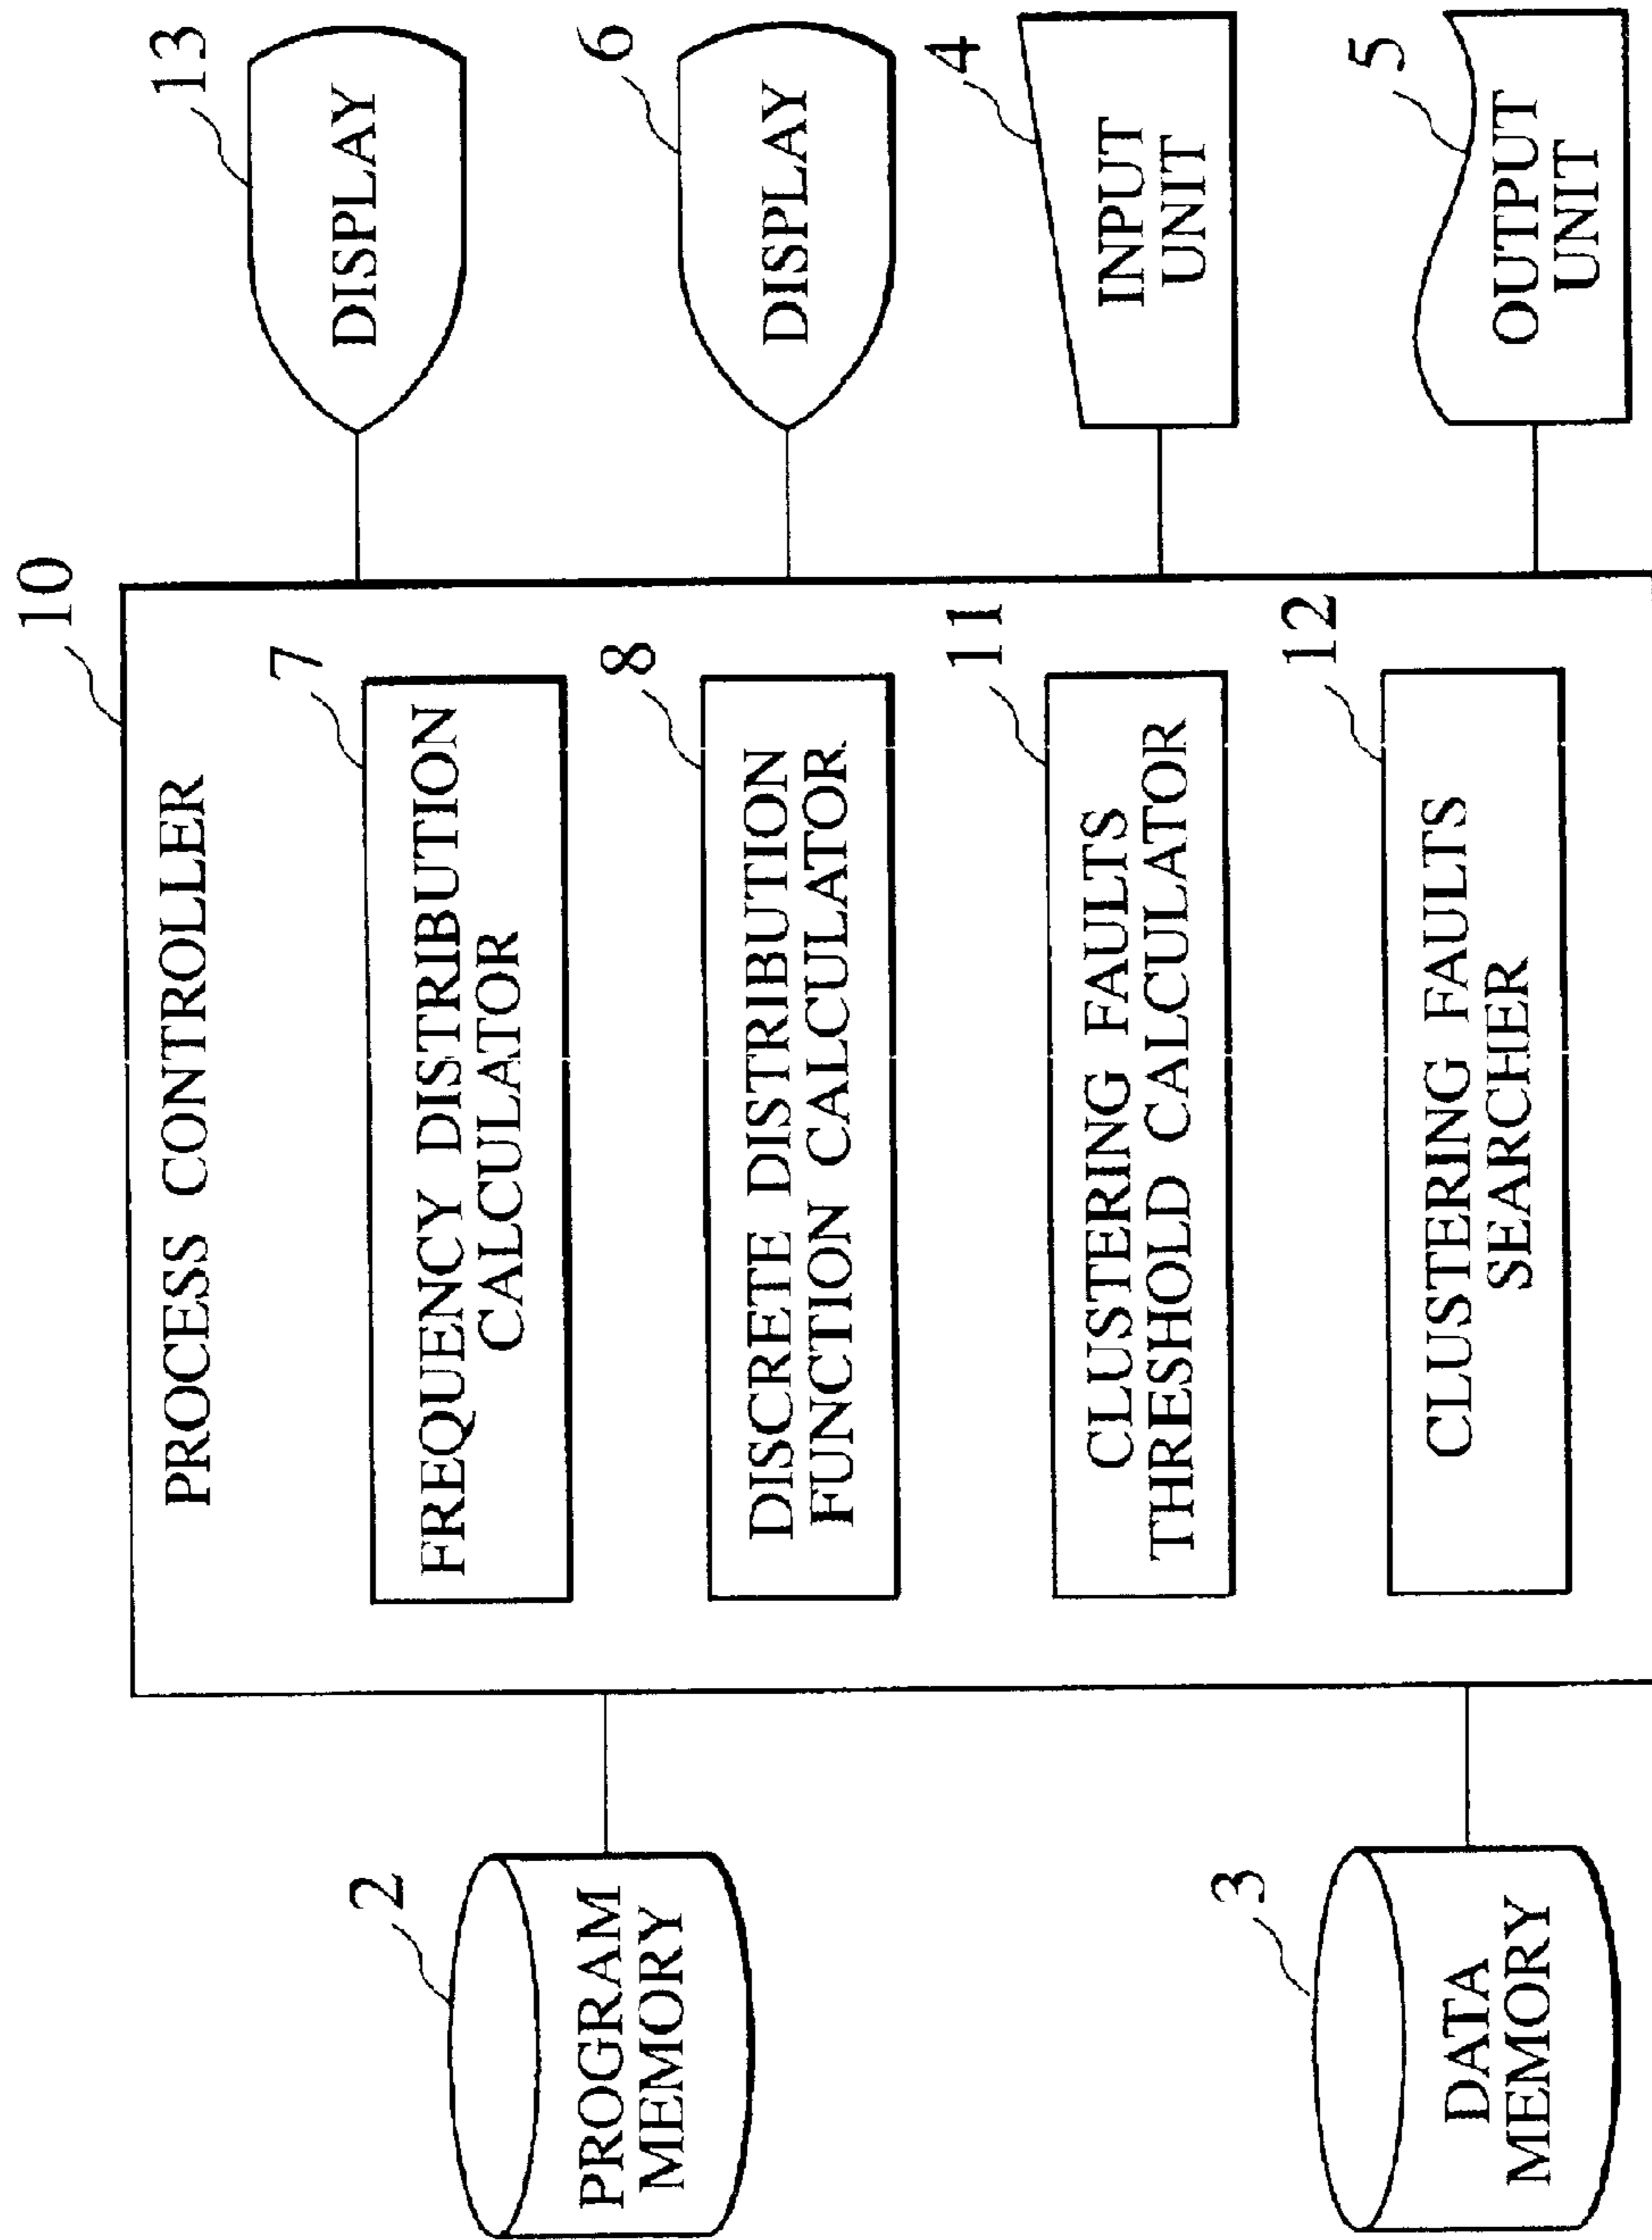 10
PROCESS CONTROLLER
7
FREQUENCY DISTRIBUTION
CALCULATOR
8
DISCRETE DISTRIBUTION
FUNCTION CALCULATOR
11
CLUSTERING FAULTS
THRESHOLD CALCULATOR
12
CLUSTERING FAULTS
SEARCHER
2
PROGRAM
MEMORY
3
DATA
MEMORY
13
DISPLAY
6
DISPLAY
4
INPUT
UNIT
5
OUTPUT
UNIT